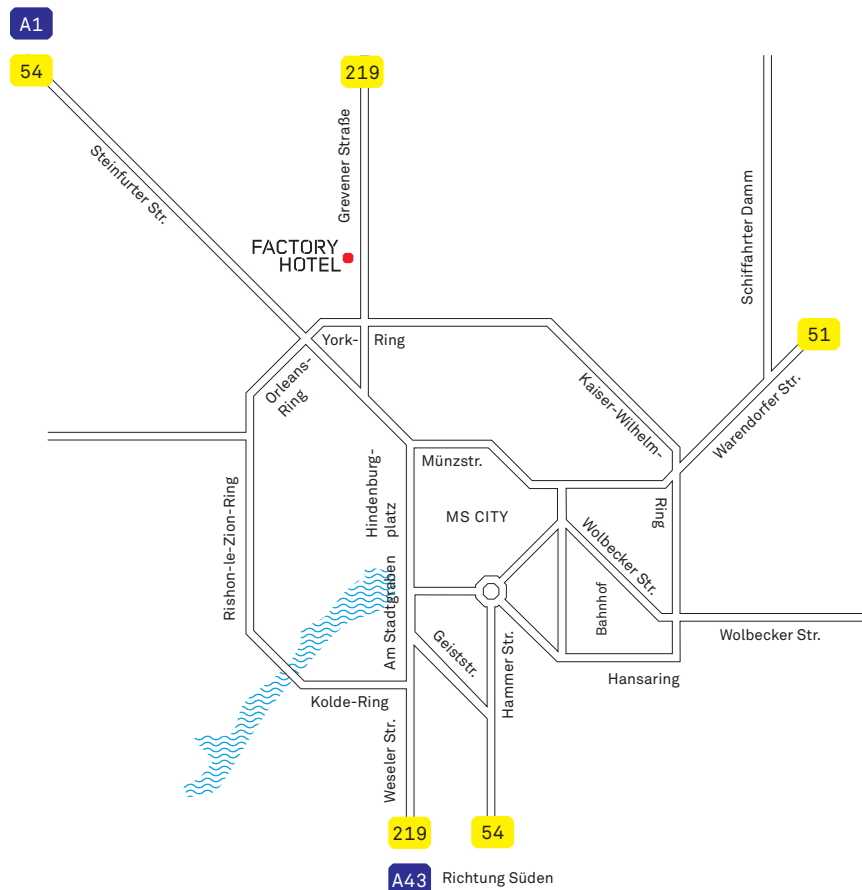 A1
54
219
Steinfurter Str.
Grevener Straße
Schiffahrter Damm
FACTORY
HOTEL
51
York-
Ring
Orleans-
Ring
Kaiser-Wilhelm-
Ring
Warendorfer Str.
Hindenburg-
platz
Münzstr.
Rishon-le-Zion-Ring
MS CITY
Wolbecker Str.
Am Stadtgraben
Geiststr.
Bahnhof
Wolbecker Str.
Hammer Str.
Hansaring
Kolde-Ring
Weseler Str.
219
54
A43
Richtung Süden